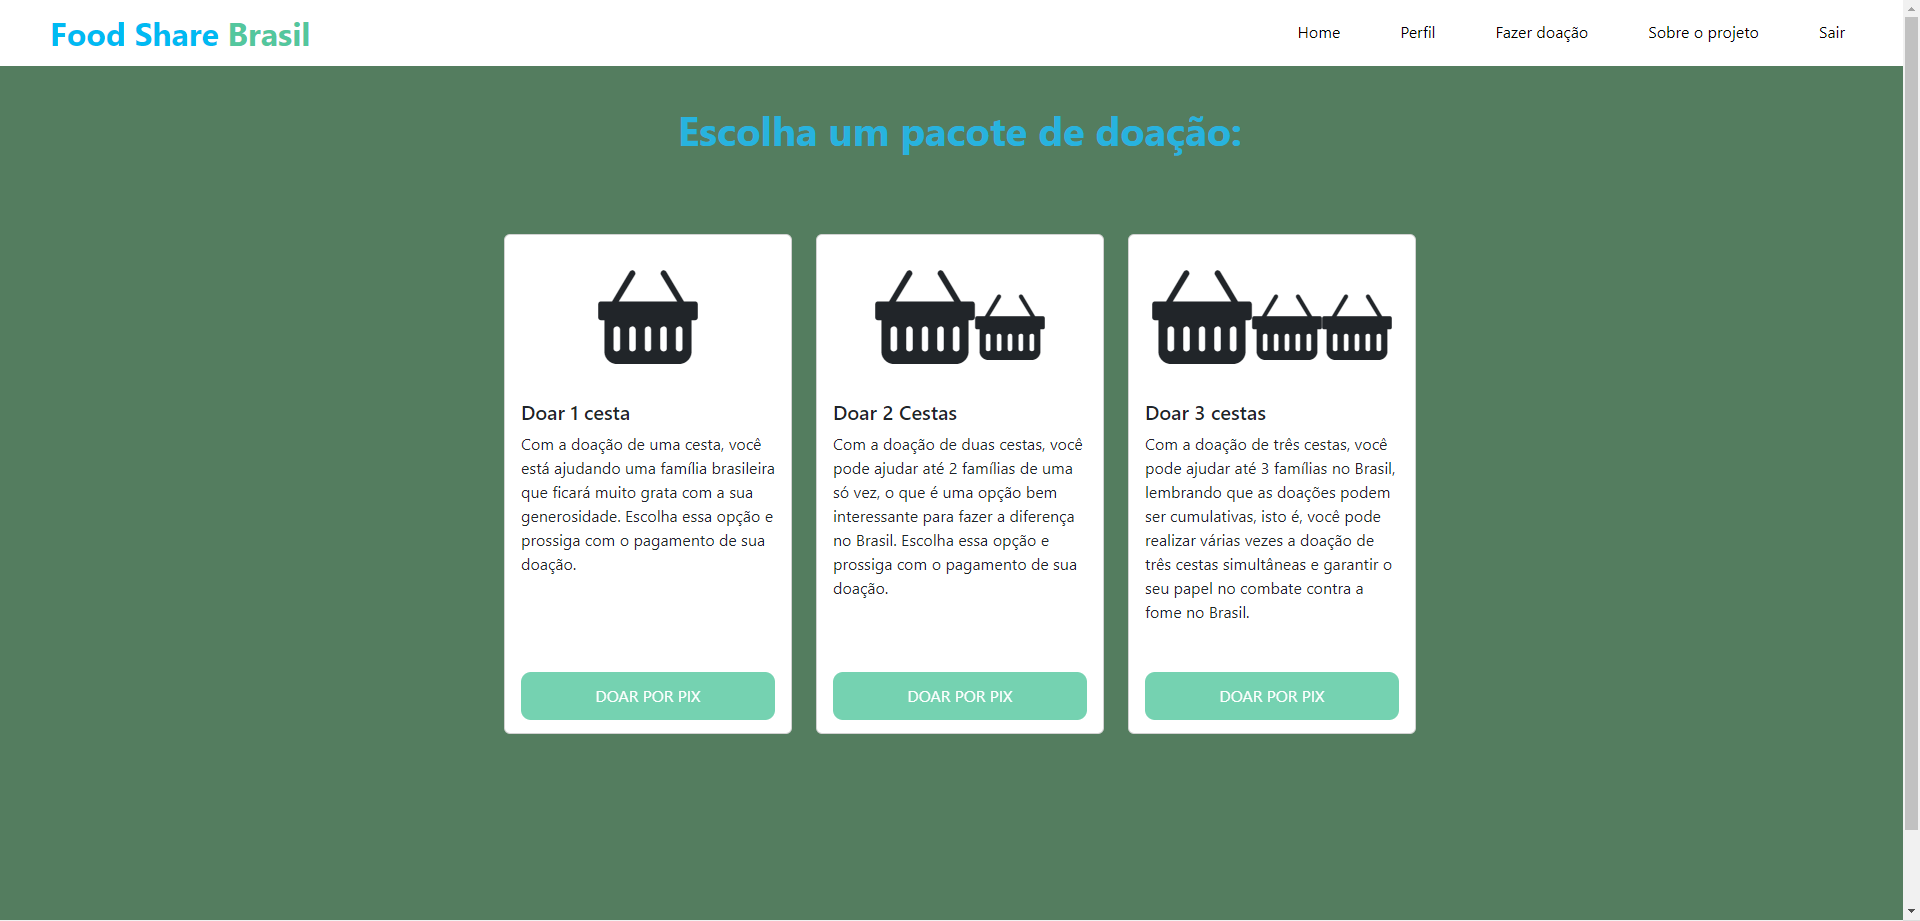 Food Share Brasil
Home
Perfil
Fazer doação
Sobre o projeto
Sair
Escolha um pacote de doação:
Doar 1 cesta
Com a doação de uma cesta, você
está ajudando uma família brasileira
que ficará muito grata com a sua
generosidade. Escolha essa opção e
prossiga com o pagamento de sua
doação.
DOAR POR PIX
Doar 2 Cestas
Com a doação de duas cestas, você
pode ajudar até 2 famílias de uma
só vez, o que é uma opção bem
interessante para fazer a diferença
no Brasil. Escolha essa opção e
prossiga com o pagamento de sua
doação.
DOAR POR PIX
Doar 3 cestas
Com a doação de três cestas, você
pode ajudar até 3 famílias no Brasil,
lembrando que as doações podem
ser cumulativas, isto é, você pode
realizar várias vezes a doação de
três cestas simultâneas e garantir o
seu papel no combate contra a
fome no Brasil.
DOAR POR PIX